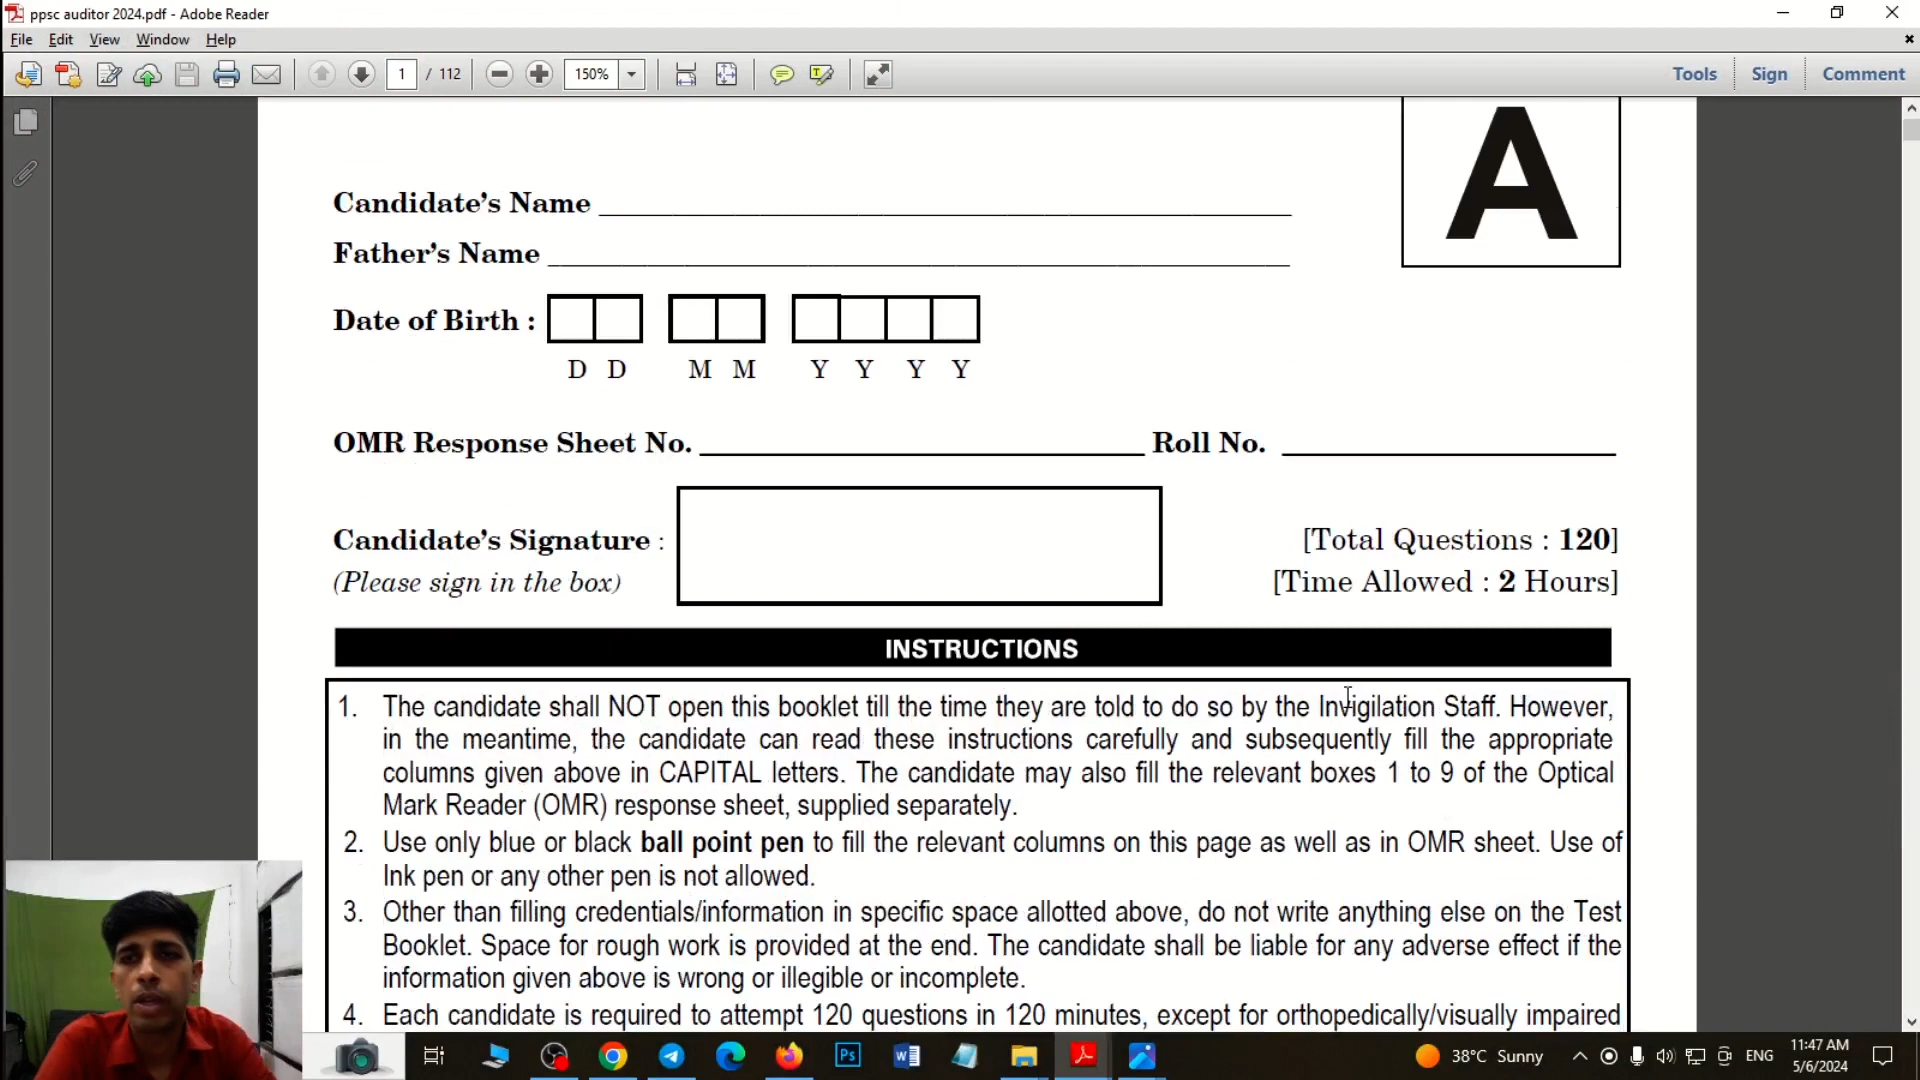 ppsc auditor 2024.pdf - Adobe Reader
File Edit View Window Help
1 / 112 150% Tools Sign Comment
A
Candidate's Name
Father's Name
Date of Birth :
D D M M Y Y Y Y
OMR Response Sheet No. Roll No.
Candidate's Signature : [Total Questions : 120]
(Please sign in the box) [Time Allowed : 2 Hours]
INSTRUCTIONS
1. The candidate shall NOT open this booklet till the time they are told to do so by the Invigilation Staff. However,
in the meantime, the candidate can read these instructions carefully and subsequently fill the appropriate
columns given above in CAPITAL letters. The candidate may also fill the relevant boxes 1 to 9 of the Optical
Mark Reader (OMR) response sheet, supplied separately.
2. Use only blue or black ball point pen to fill the relevant columns on this page as well as in OMR sheet. Use of
Ink pen or any other pen is not allowed.
3. Other than filling credentials/information in specific space allotted above, do not write anything else on the Test
Booklet. Space for rough work is provided at the end. The candidate shall be liable for any adverse effect if the
information given above is wrong or illegible or incomplete.
4. Each candidate is required to attempt 120 questions in 120 minutes, except for orthopedically/visually impaired
Ps W 38°C Sunny ENG 11:47 AM
5/6/2024